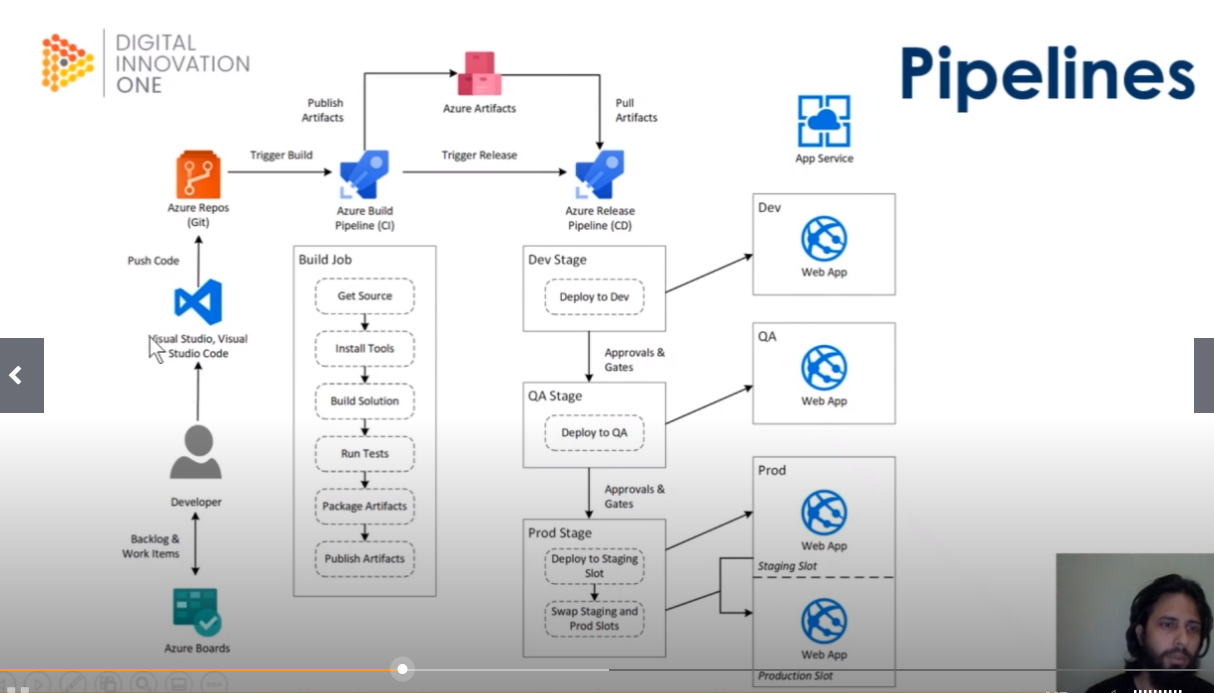 DIGITAL
INNOVATION
ONE
Pipelines
Publish
Artifacts
Azure Artifacts
Pull
Artifacts
App Service
Trigger Build
Trigger Release
Azure Repos
(Git)
Azure Build
Pipeline (CI)
Azure Release
Pipeline (CD)
Push Code
Visual Studio, Visual
Studio Code
Developer
Backlog &
Work Items
Azure Boards
Build Job
Get Source
Install Tools
Build Solution
Run Tests
Package Artifacts
Publish Artifacts
Dev Stage
Deploy to Dev
Approvals &
Gates
QA Stage
Deploy to QA
Approvals &
Gates
Prod Stage
Deploy to Staging
Slot
Swap Staging and
Prod Slots
Dev
Web App
QA
Web App
Prod
Web App
Staging Slot
Web App
Production Slot